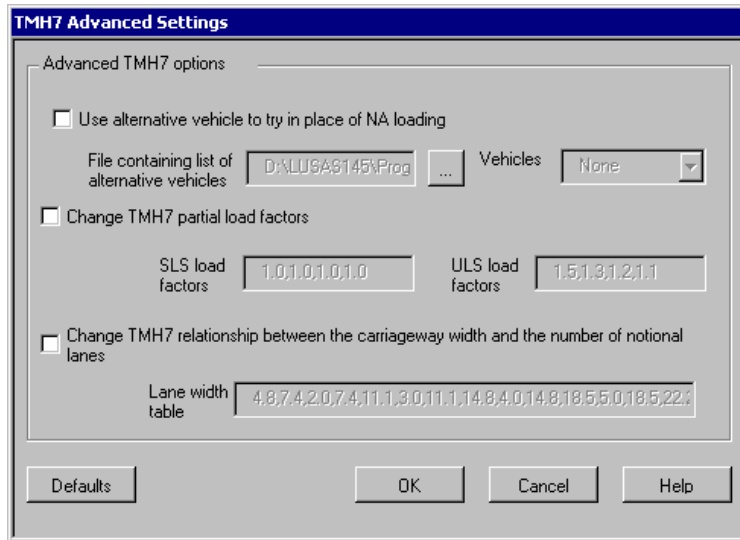 TMH7 Advanced Settings
Advanced TMH7 options
Use alternative vehicle to try in place of NA loading
File containing list of
alternative vehicles
D:\LUSAS145\Prog
...
Vehicles
None
Change TMH7 partial load factors
SLS load
factors
1.0,1.0,1.0,1.0
ULS load
factors
1.5,1.3,1.2,1.1
Change TMH7 relationship between the carriageway width and the number of notional
lanes
Lane width
table
4.8,7.4,2.0,7.4,11.1,3.0,11.1,14.8,4.0,14.8,18.5,5.0,18.5,22.2
Defaults
OK
Cancel
Help